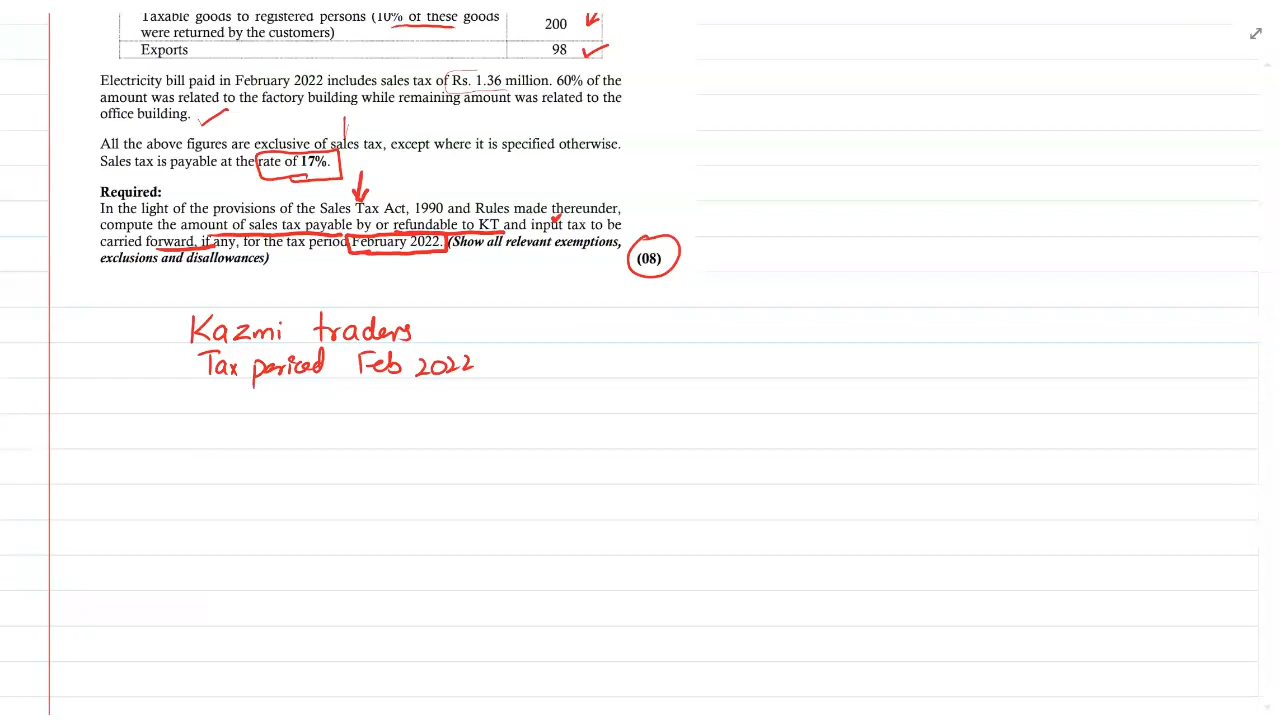 Taxable goods to registered persons (10% of these goods
were returned by the customers) 200
Exports 98
Electricity bill paid in February 2022 includes sales tax of Rs. 1.36 million. 60% of the
amount was related to the factory building while remaining amount was related to the
office building.
All the above figures are exclusive of sales tax, except where it is specified otherwise.
Sales tax is payable at the rate of 17%.
Required:
In the light of the provisions of the Sales Tax Act, 1990 and Rules made thereunder,
compute the amount of sales tax payable by or refundable to KT and input tax to be
carried forward, if any, for the tax period February 2022. (Show all relevant exemptions,
exclusions and disallowances) (08)
Kazmi traders
Tax period Feb 2022